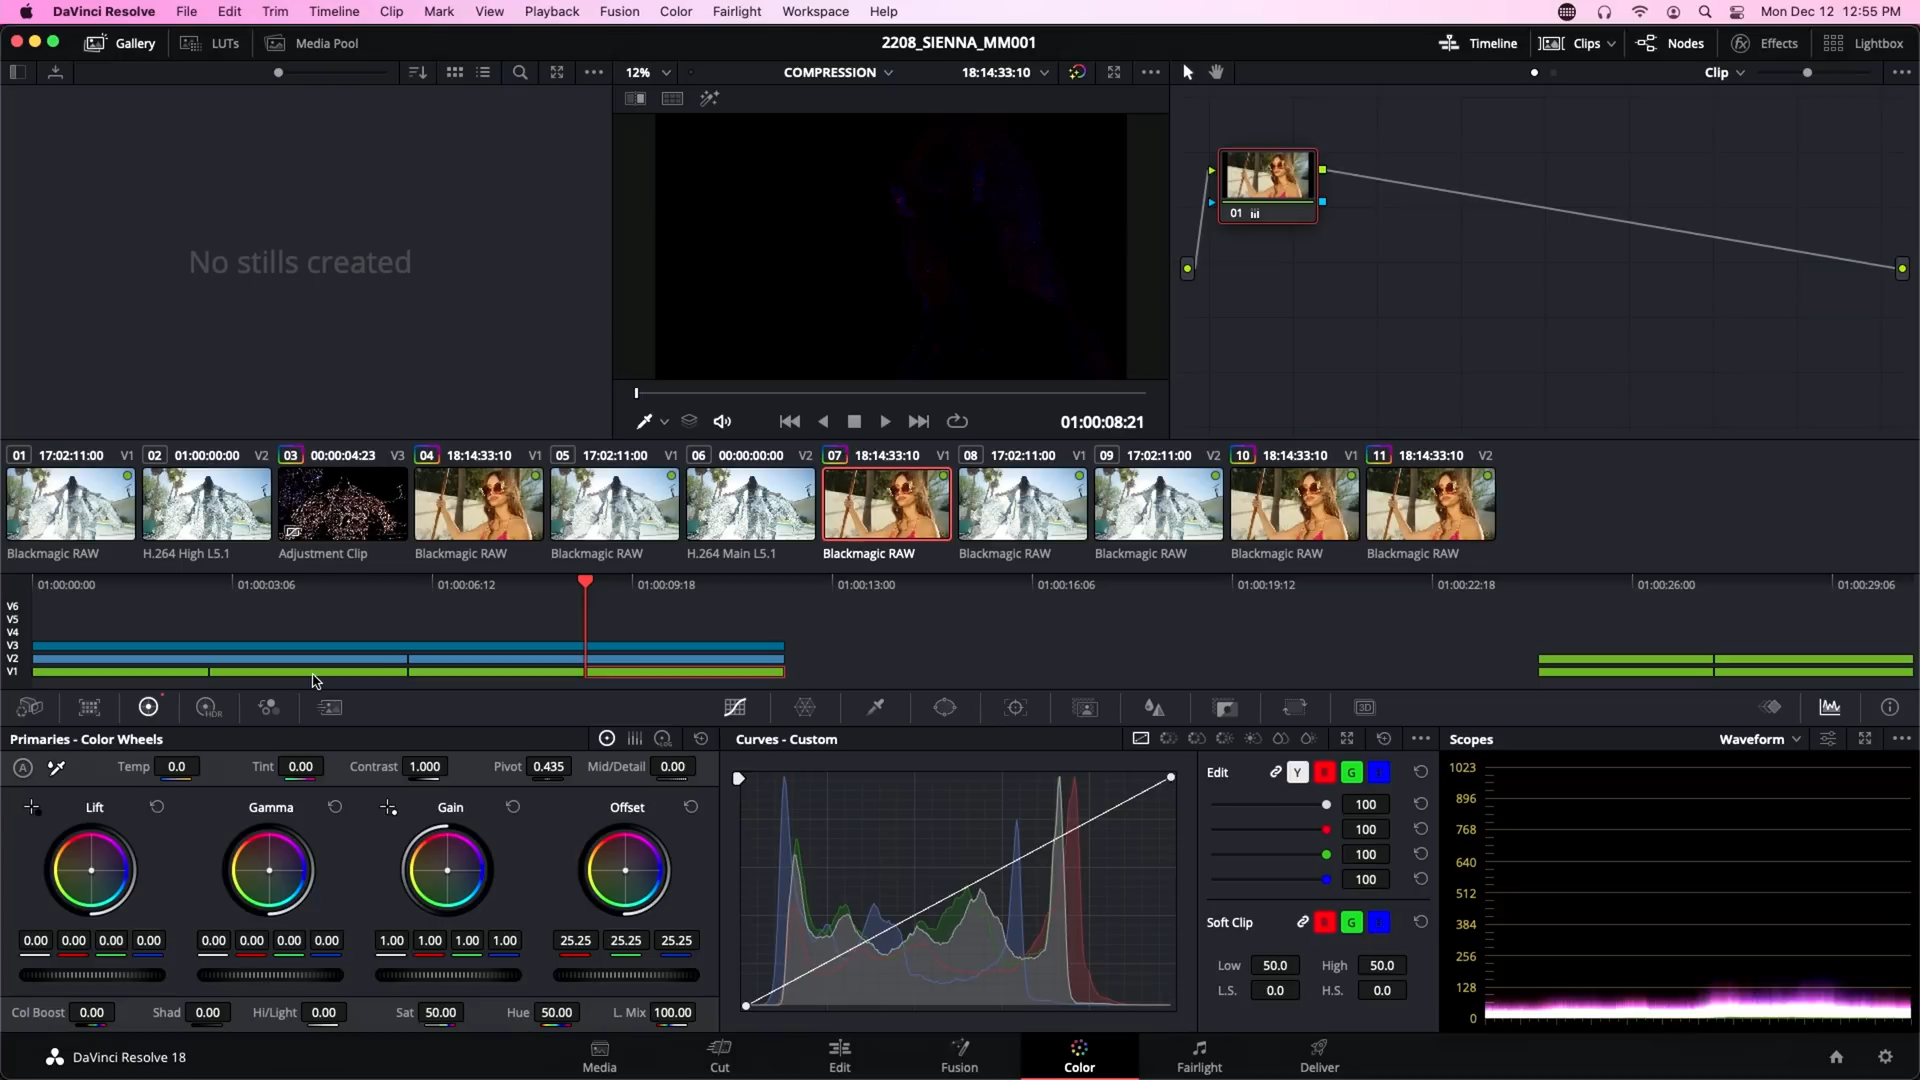 DaVinci Resolve File Edit Trim Timeline Clip Mark View Playback Fusion Color Fairlight Workspace Help Mon Dec 12 12:55 PM
Gallery LUTs Media Pool 2208_SIENNA_MM001 Timeline Clips Nodes Effects Lightbox
12% COMPRESSION 18:14:33:10 Clip
No stills created
01
01:00:08:21
01 17:02:11:00 V1 02 01:00:00:00 V2 03 00:00:04:23 V3 04 18:14:33:10 V1 05 17:02:11:00 V1 06 00:00:00:00 V2 07 18:14:33:10 V1 08 17:02:11:00 V1 09 17:02:11:00 V2 10 18:14:33:10 V1 11 18:14:33:10 V2
Blackmagic RAW H.264 High L5.1 Adjustment Clip Blackmagic RAW Blackmagic RAW H.264 Main L5.1 Blackmagic RAW Blackmagic RAW Blackmagic RAW Blackmagic RAW Blackmagic RAW
01:00:00:00 01:00:03:06 01:00:06:12 01:00:09:18 01:00:13:00 01:00:16:06 01:00:19:12 01:00:22:18 01:00:26:00 01:00:29:06
V6
V5
V4
V3
V2
V1
HDR 3D
Primaries - Color Wheels LOG Curves - Custom Scopes Waveform
A Temp 0.0 Tint 0.00 Contrast 1.000 Pivot 0.435 Mid/Detail 0.00
Lift Gamma Gain Offset
0.00 0.00 0.00 0.00 0.00 0.00 0.00 0.00 1.00 1.00 1.00 1.00 25.25 25.25 25.25
Col Boost 0.00 Shad 0.00 Hi/Light 0.00 Sat 50.00 Hue 50.00 L. Mix 100.00
Edit Y R G B
100
100
100
100
Soft Clip R G B
Low 50.0 High 50.0
L.S. 0.0 H.S. 0.0
1023
896
768
640
512
384
256
128
0
DaVinci Resolve 18 Media Cut Edit Fusion Color Fairlight Deliver